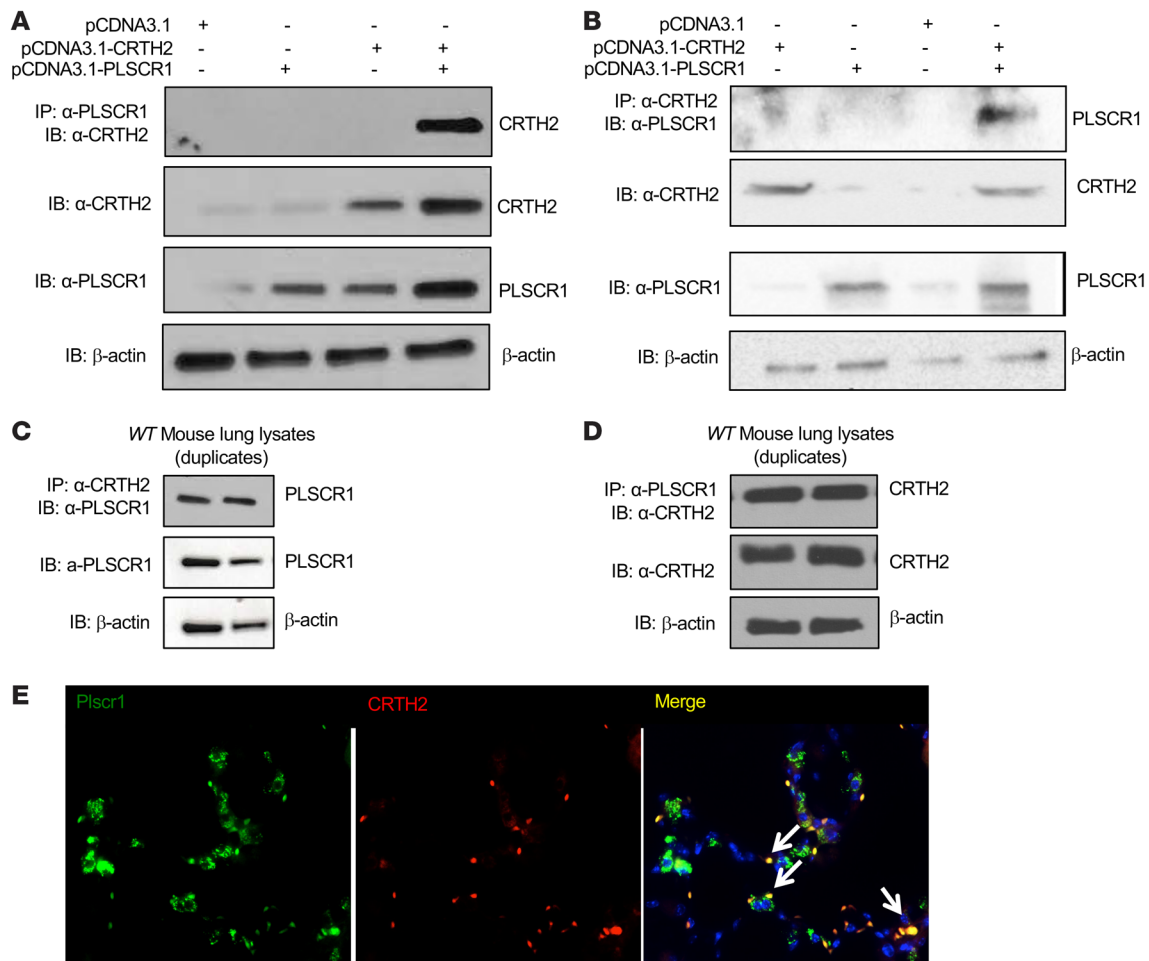 A
pCDNA3.1 + - - -
pCDNA3.1-CRTH2 - - + +
pCDNA3.1-PLSCR1 - + - +
IP: α-PLSCR1
IB: α-CRTH2
CRTH2
IB: α-CRTH2
CRTH2
IB: α-PLSCR1
PLSCR1
IB: β-actin
β-actin
B
pCDNA3.1 - - + -
pCDNA3.1-CRTH2 + - - +
pCDNA3.1-PLSCR1 - + - +
IP: α-CRTH2
IB: α-PLSCR1
PLSCR1
IB: α-CRTH2
CRTH2
IB: α-PLSCR1
PLSCR1
IB: β-actin
β-actin
C
WT Mouse lung lysates
(duplicates)
IP: α-CRTH2
IB: α-PLSCR1
PLSCR1
IB: a-PLSCR1
PLSCR1
IB: β-actin
β-actin
D
WT Mouse lung lysates
(duplicates)
IP: α-PLSCR1
IB: α-CRTH2
CRTH2
IB: α-CRTH2
CRTH2
IB: β-actin
β-actin
E
Plscr1
CRTH2
Merge